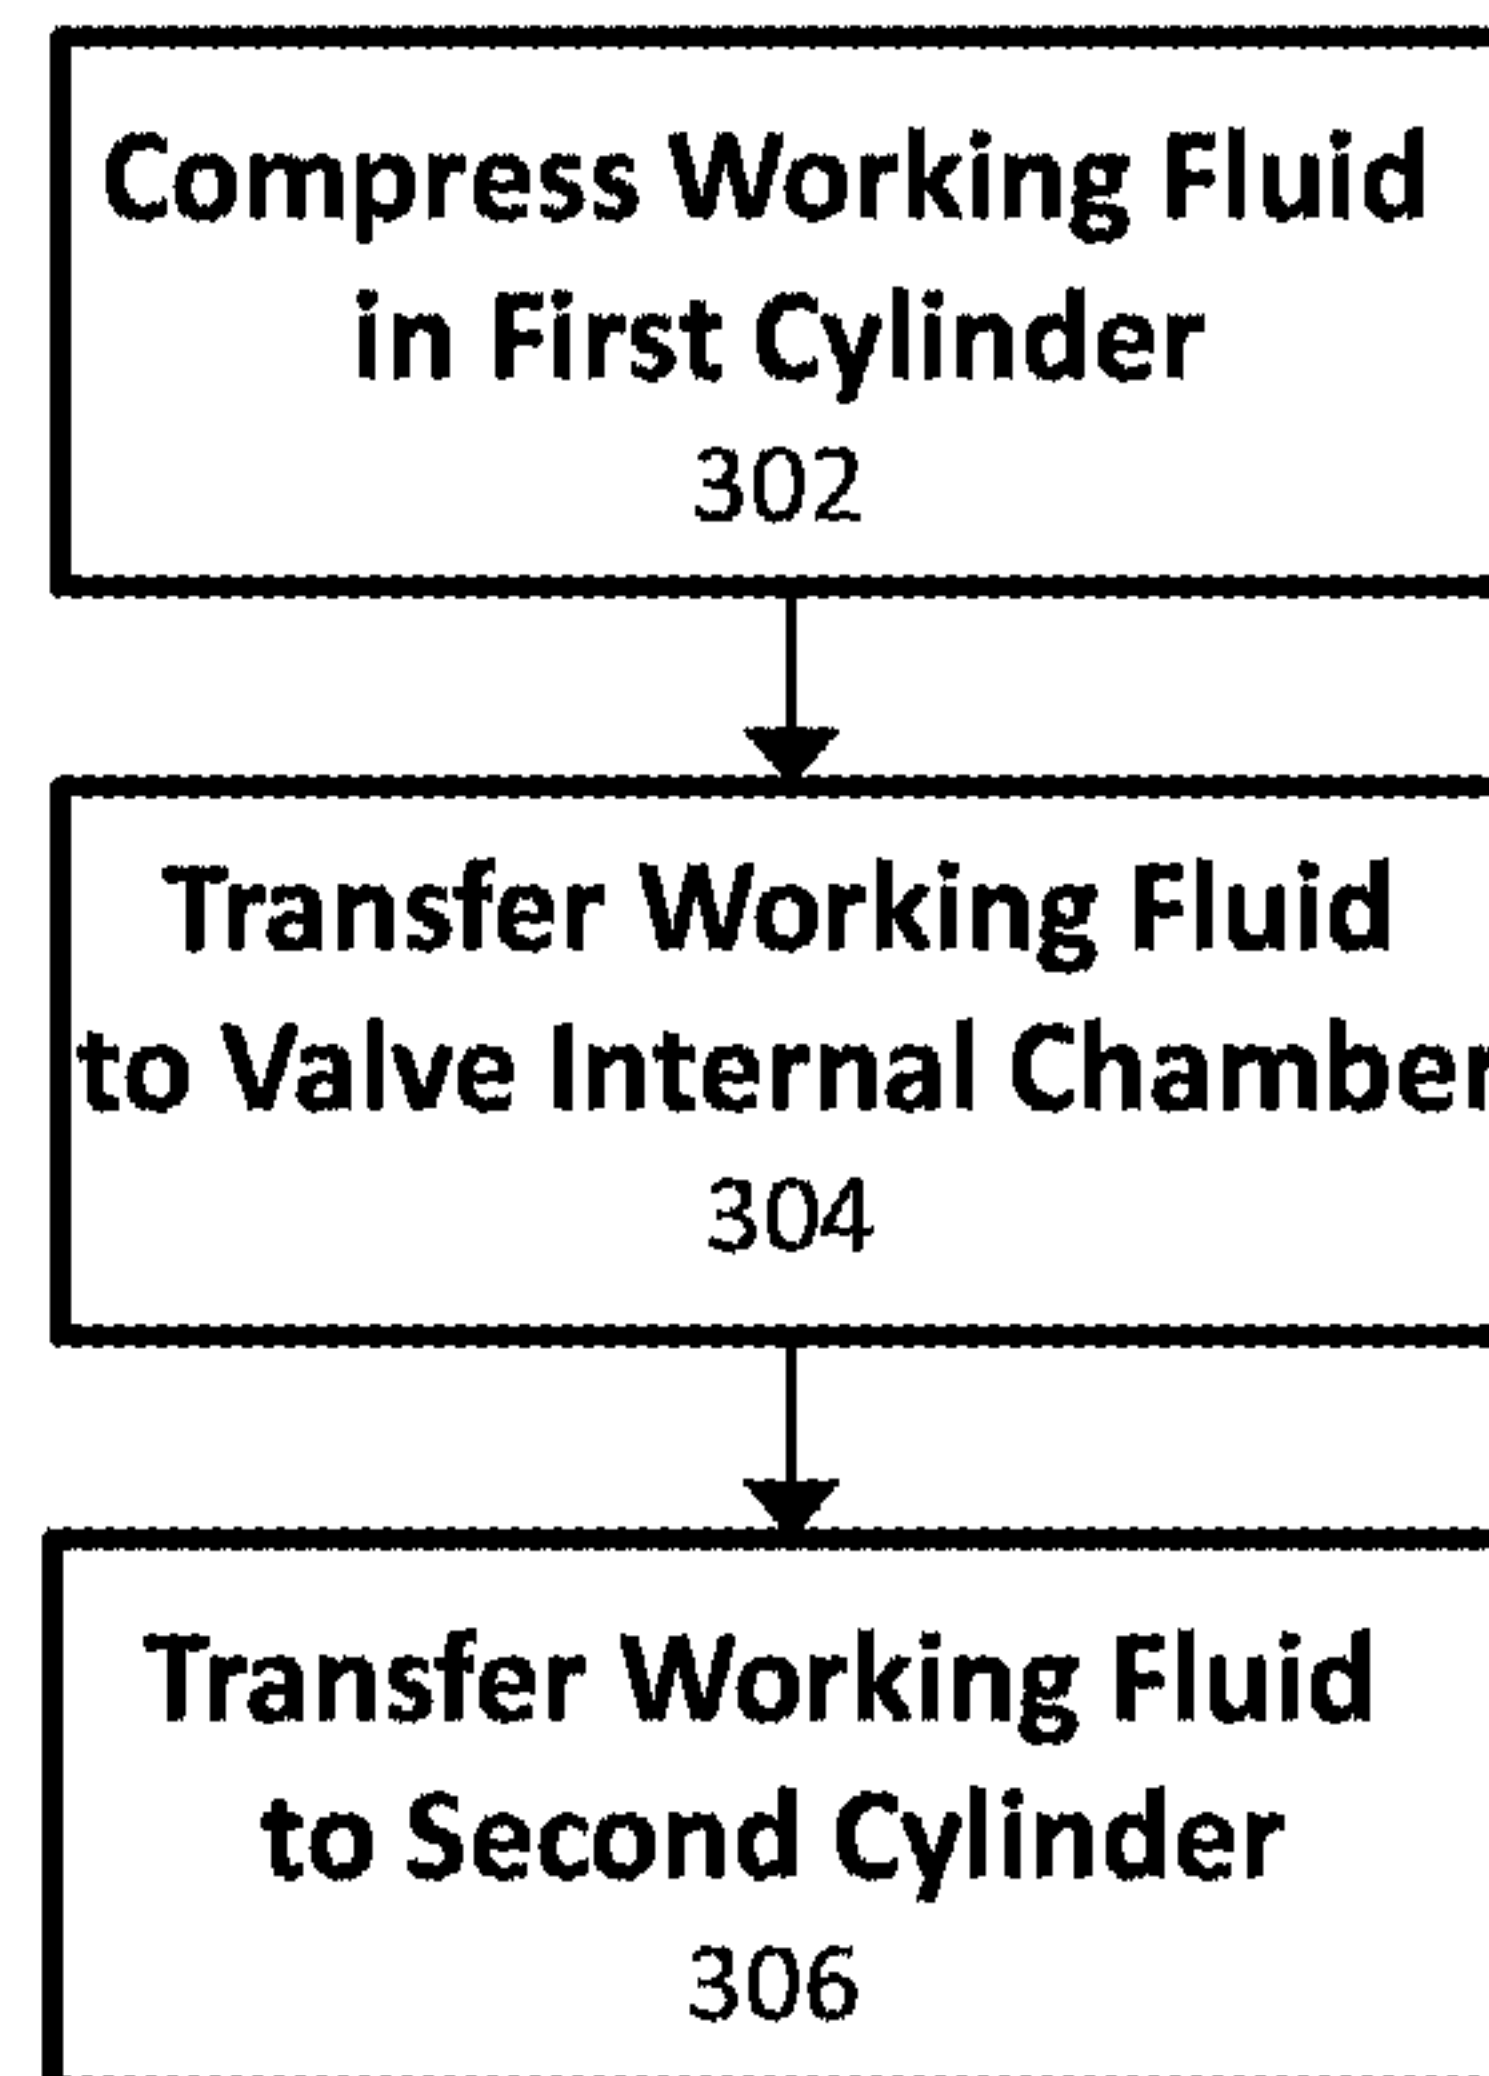 Compress Working Fluid
in First Cylinder
302
Transfer Working Fluid
to Valve Internal Chamber
304
Transfer Working Fluid
to Second Cylinder
306